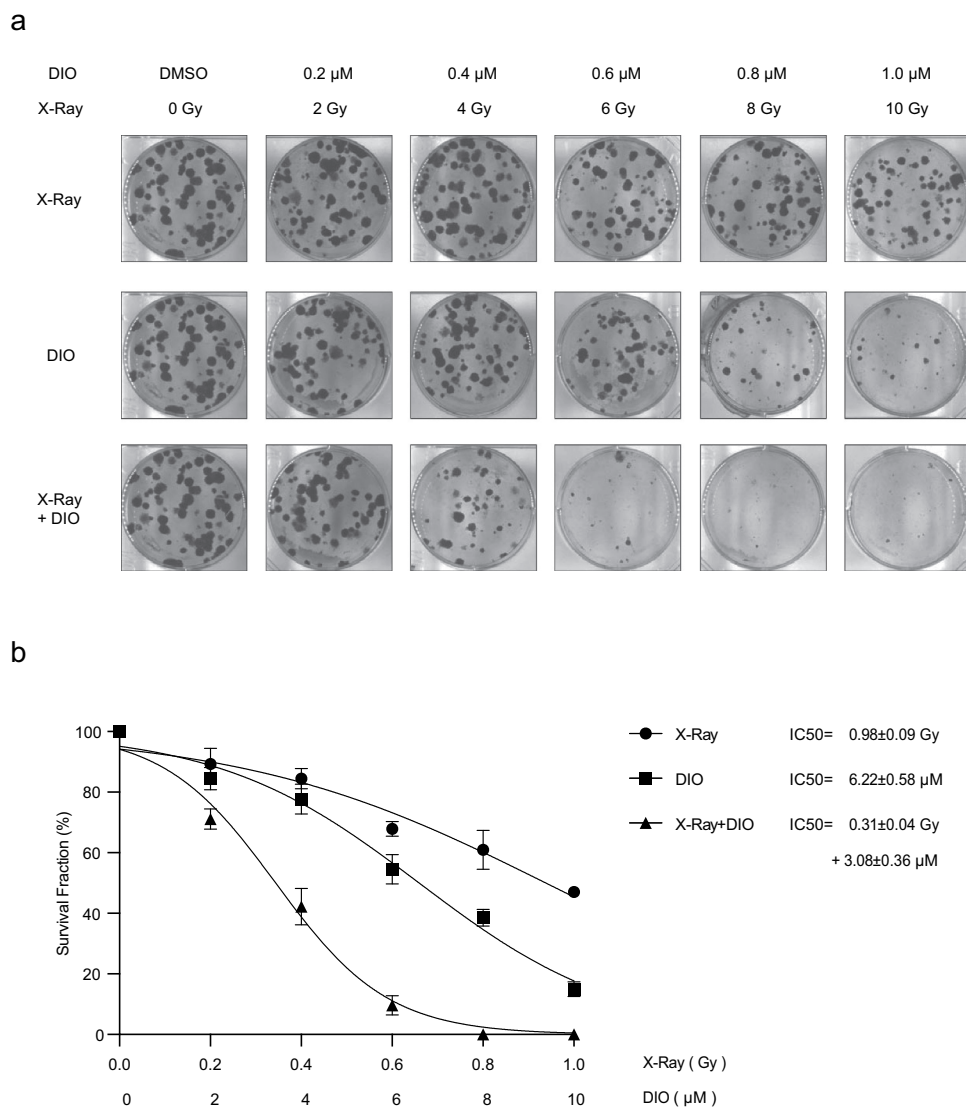 a
DIO DMSO 0.2 μM 0.4 μM 0.6 μM 0.8 μM 1.0 μM
X-Ray 0 Gy 2 Gy 4 Gy 6 Gy 8 Gy 10 Gy
X-Ray
DIO
X-Ray
+ DIO
b
Survival Fraction (%)
100
80
60
40
20
0
0.0 0.2 0.4 0.6 0.8 1.0 X-Ray ( Gy )
0 2 4 6 8 10 DIO ( μM )
X-Ray IC50= 0.98±0.09 Gy
DIO IC50= 6.22±0.58 μM
X-Ray+DIO IC50= 0.31±0.04 Gy
+ 3.08±0.36 μM